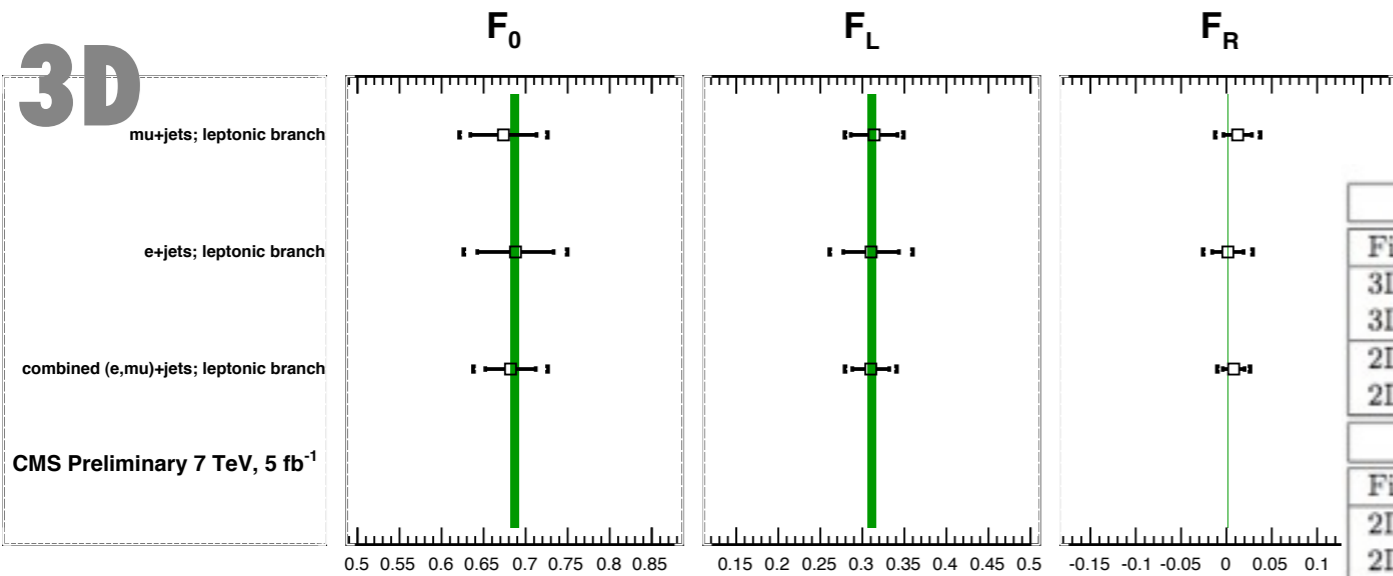 F0 FL FR
3D
mu+jets; leptonic branch
e+jets; leptonic branch
combined (e,mu)+jets; leptonic branch
CMS Preliminary 7 TeV, 5 fb-1
0.5 0.55 0.6 0.65 0.7 0.75 0.8 0.85
0.15 0.2 0.25 0.3 0.35 0.4 0.45 0.5
-0.15 -0.1 -0.05 0 0.05 0.1